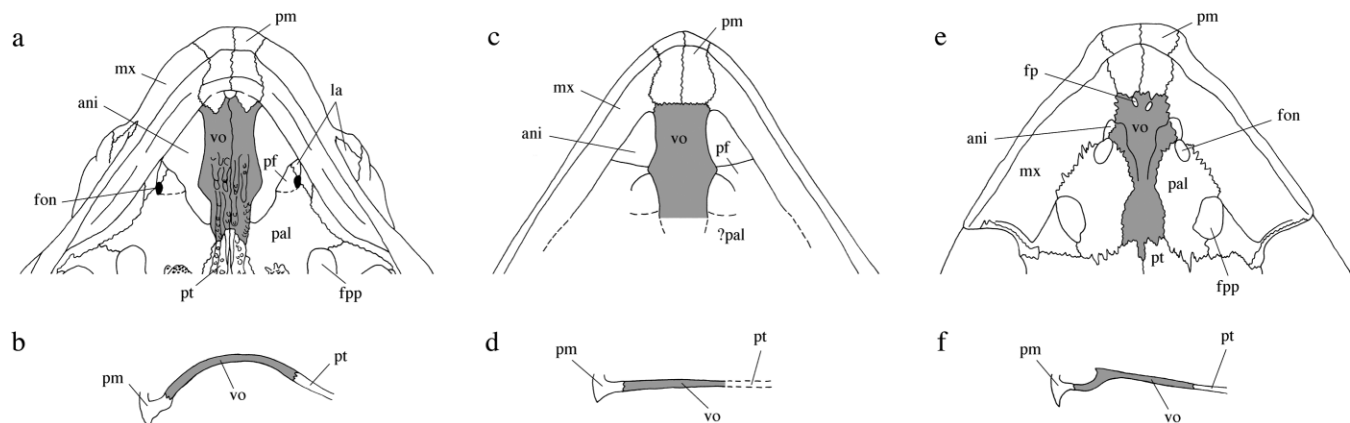 a
pm
mx
la
ani
vo
pf
fon
pal
pt
fpp
b
pm
pt
vo
c
pm
mx
vo
ani
pf
?pal
d
pm
pt
vo
e
pm
fp
vo
ani
fon
mx
pal
pt
fpp
f
pm
pt
vo